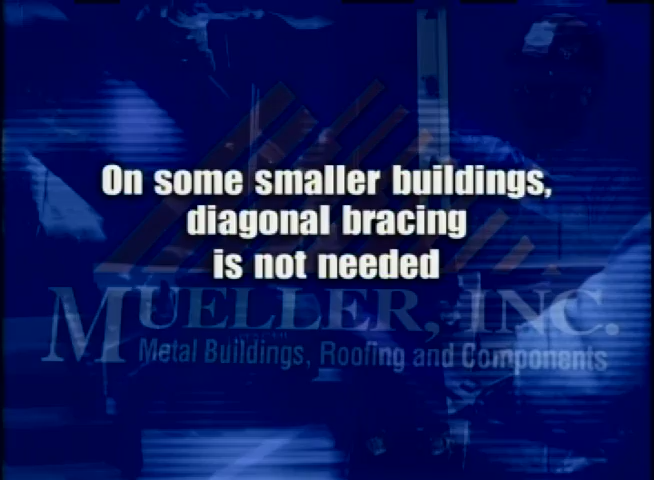 On some smaller buildings,
diagonal bracing
is not needed
MUELLER, INC.
Metal Buildings, Roofing and Components